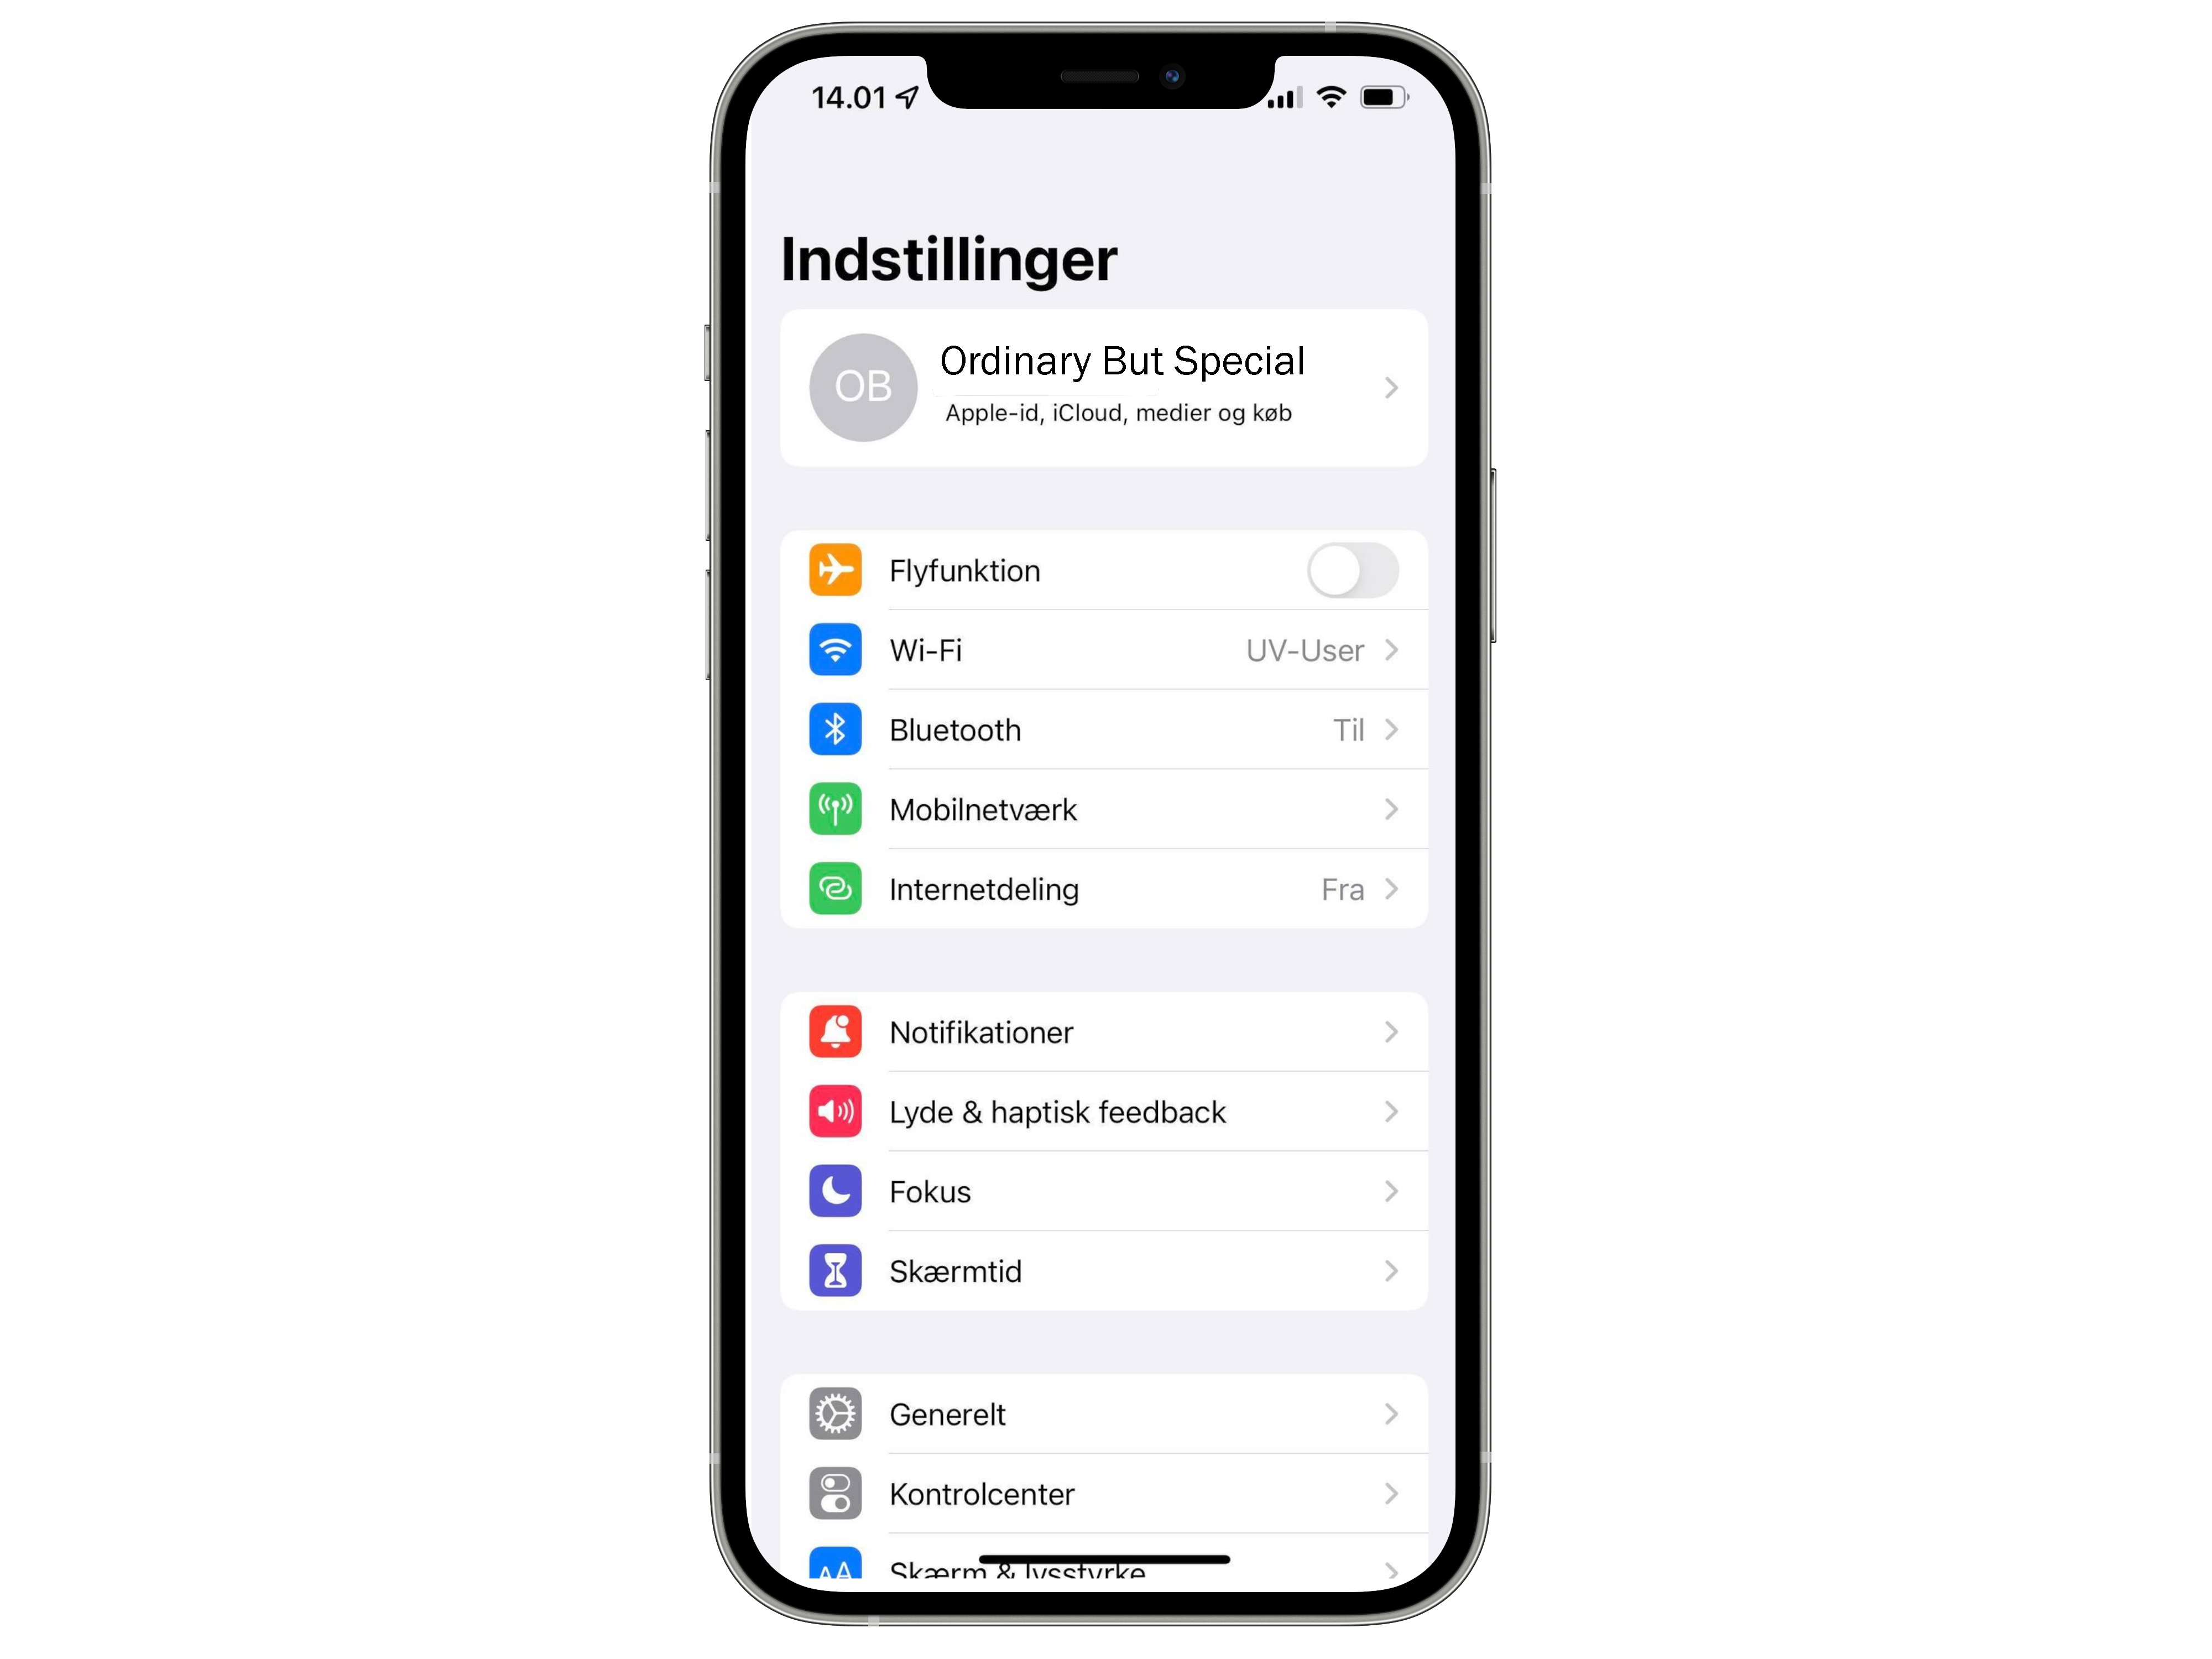 14.01
Indstillinger
OB
Ordinary But Special
Apple-id, iCloud, medier og køb
Flyfunktion
Wi-Fi UV-User
Bluetooth Til
Mobilnetværk
Internetdeling Fra
Notifikationer
Lyde & haptisk feedback
Fokus
Skærmtid
Generelt
Kontrolcenter
AA Skærm & lysstyrke